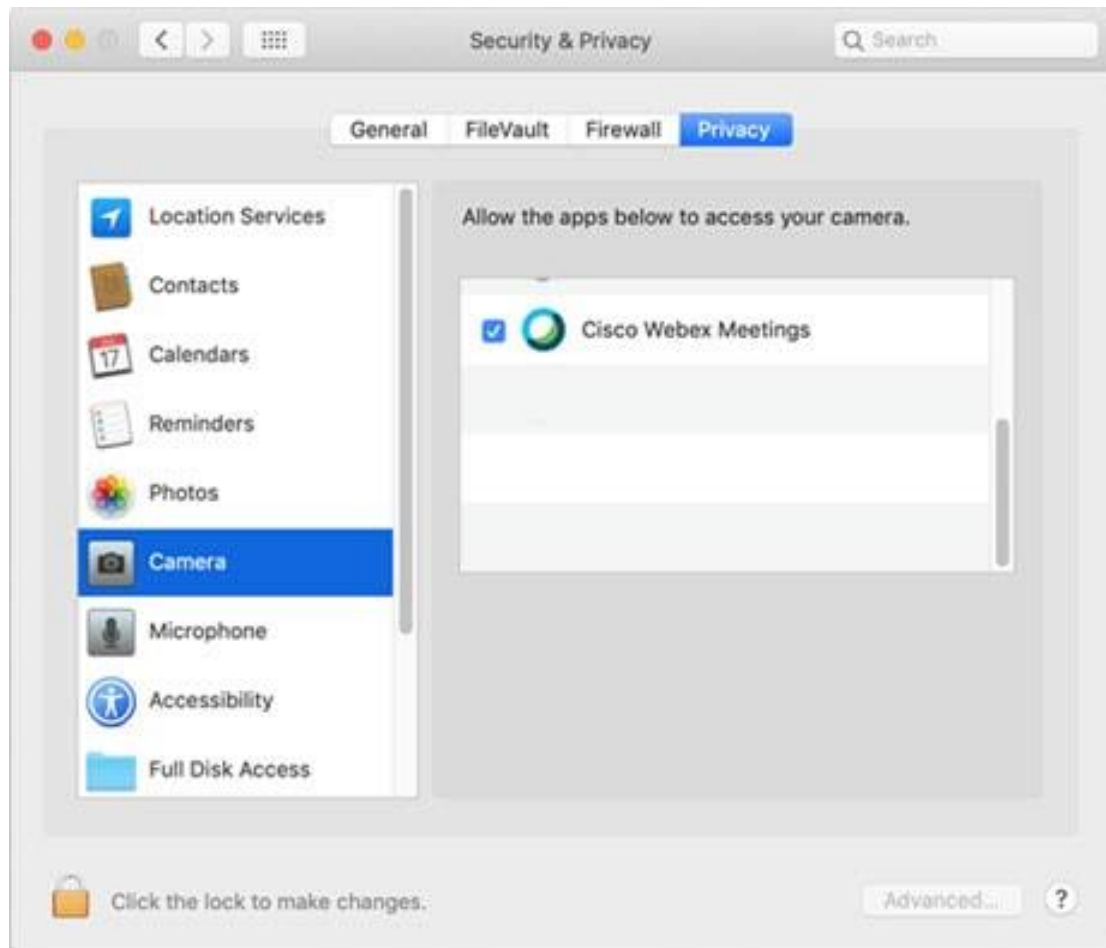 Security & Privacy
Search
General FileVault Firewall Privacy
Location Services
Contacts
17
Calendars
Reminders
Photos
Camera
Microphone
Accessibility
Full Disk Access
Allow the apps below to access your camera.
Cisco Webex Meetings
Click the lock to make changes.
Advanced...
?